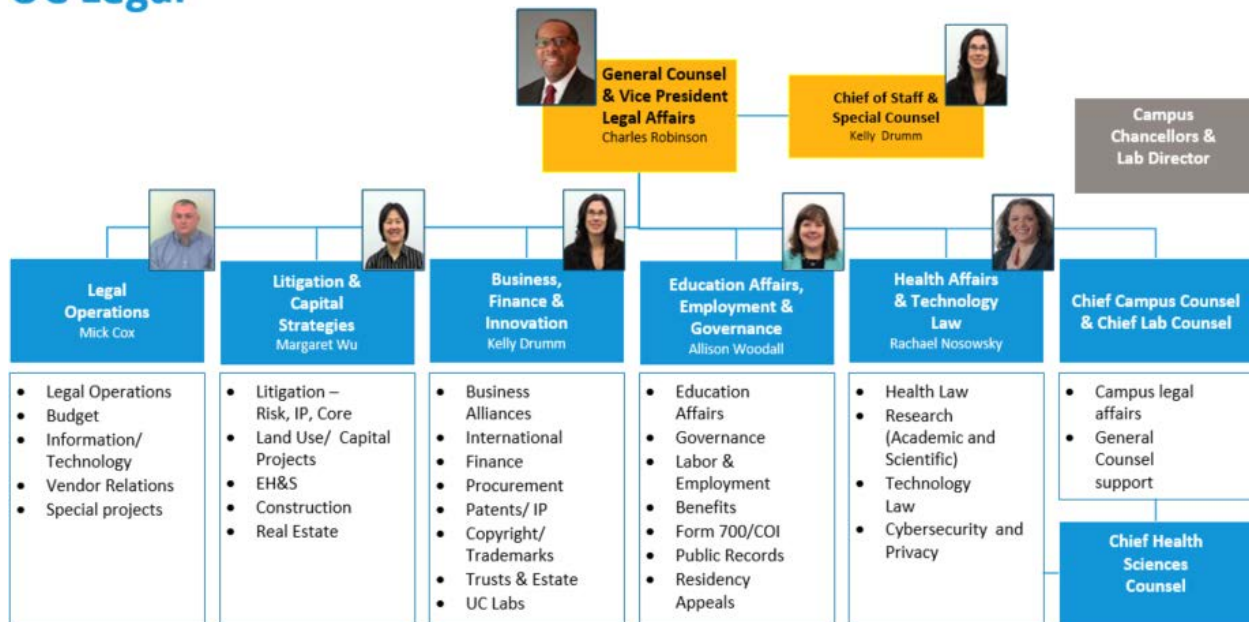 UC Legal
General Counsel
& Vice President
Legal Affairs
Charles Robinson
Chief of Staff &
Special Counsel
Kelly Drumm
Campus
Chancellors &
Lab Director
Legal
Operations
Mick Cox
Litigation &
Capital
Strategies
Margaret Wu
Business,
Finance &
Innovation
Kelly Drumm
Education Affairs,
Employment &
Governance
Allison Woodall
Health Affairs
& Technology
Law
Rachael Nosowsky
Chief Campus Counsel
& Chief Lab Counsel
• Legal Operations
• Budget
• Information/
Technology
• Vendor Relations
• Special projects
• Litigation –
Risk, IP, Core
• Land Use/ Capital
Projects
• EH&S
• Construction
• Real Estate
• Business
Alliances
• International
• Finance
• Procurement
• Patents/ IP
• Copyright/
Trademarks
• Trusts & Estate
• UC Labs
• Education
Affairs
• Governance
• Labor &
Employment
• Benefits
• Form 700/COI
• Public Records
• Residency
Appeals
• Health Law
• Research
(Academic and
Scientific)
• Technology
Law
• Cybersecurity and
Privacy
• Campus legal
affairs
• General
Counsel
support
Chief Health
Sciences
Counsel